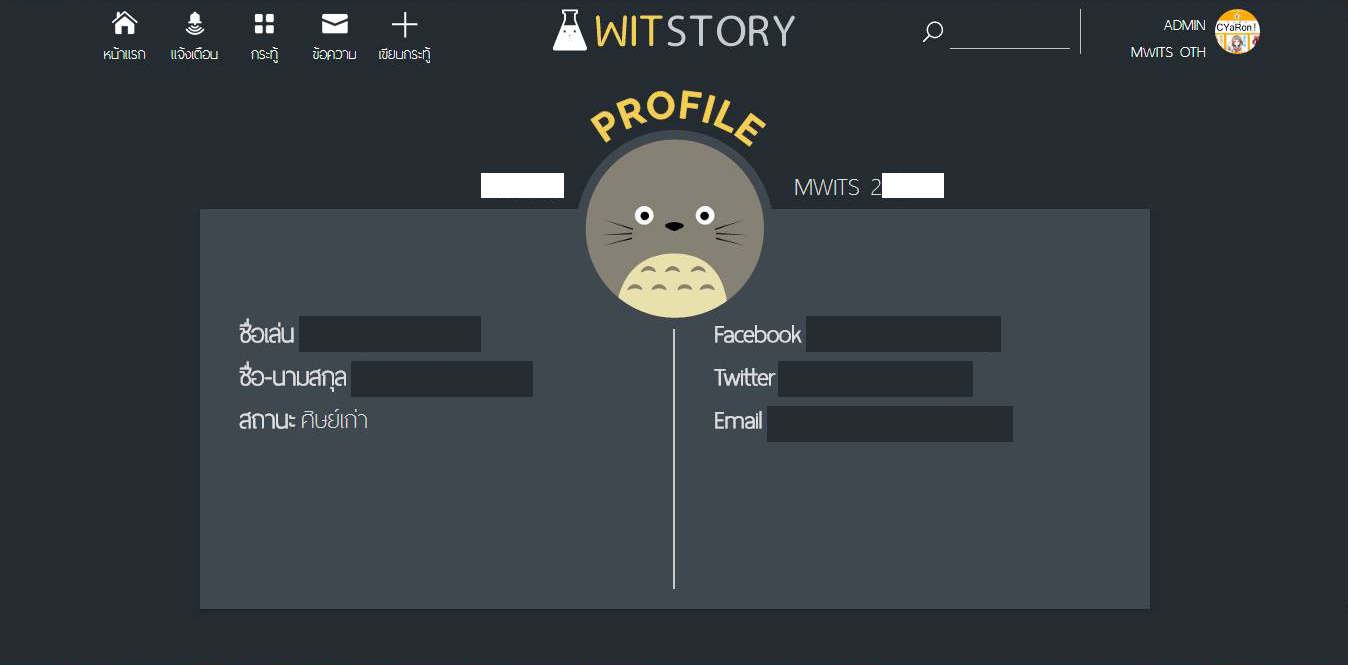 หน้าแรก แจ้งเตือน กระทู้ ข้อความ เขียนกระทู้
WITSTORY
ADMIN
MWITS OTH
CYaRon!
PROFILE
MWITS 2
ชื่อเล่น
ชื่อ-นามสกุล
สถานะ ศิษย์เก่า
Facebook
Twitter
Email